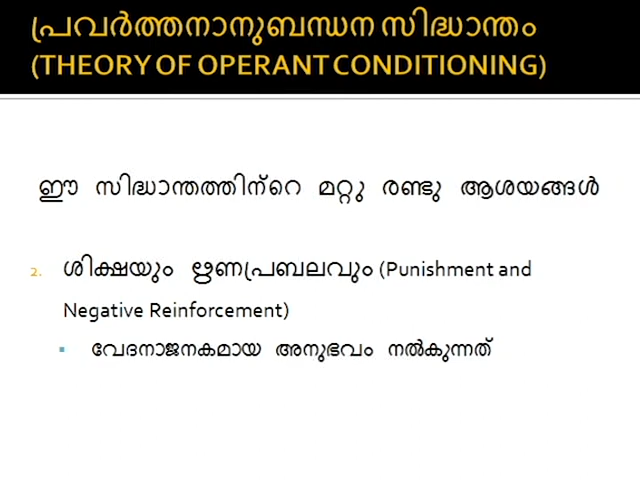 പ്രവർത്തനാനുബന്ധന സിദ്ധാന്തം
(THEORY OF OPERANT CONDITIONING)
ഈ സിദ്ധാന്തത്തിന്റെ മറ്റു രണ്ടു ആശയങ്ങൾ
2. ശിക്ഷയും ഋണപ്രബലവും (Punishment and
Negative Reinforcement)
▪ വേദനാജനകമായ അനുഭവം നൽകുന്നത്